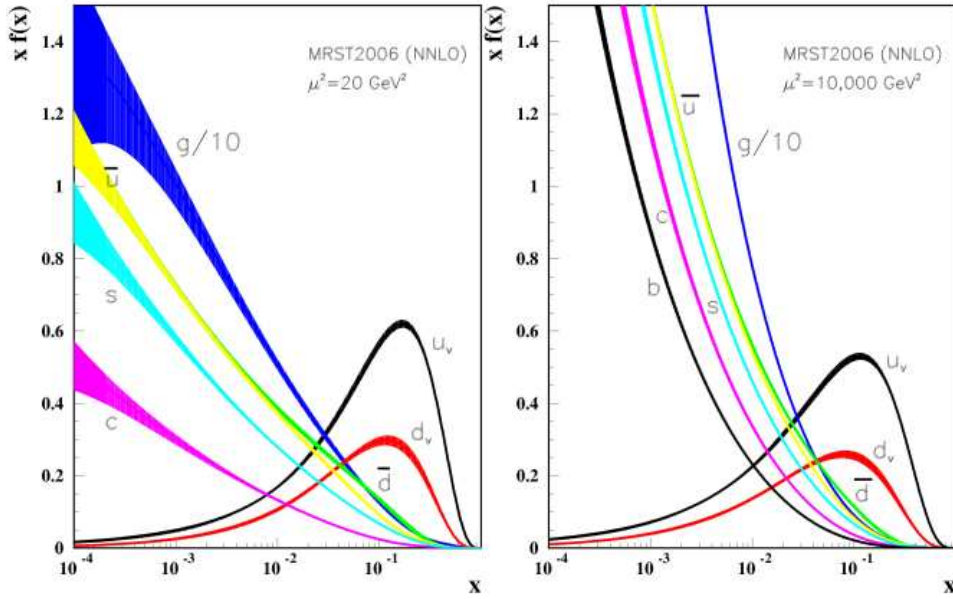 x f(x)
1.4
1.2
1
0.8
0.6
0.4
0.2
0
MRST2006 (NNLO)
μ²=20 GeV²
g/10
u̅
s
c
u_v
d_v
d̅
10⁻⁴ 10⁻³ 10⁻² 10⁻¹
x
x f(x)
1.4
1.2
1
0.8
0.6
0.4
0.2
0
MRST2006 (NNLO)
μ²=10,000 GeV²
u̅
g/10
c
b
s
u_v
d_v
d̅
10⁻⁴ 10⁻³ 10⁻² 10⁻¹
x